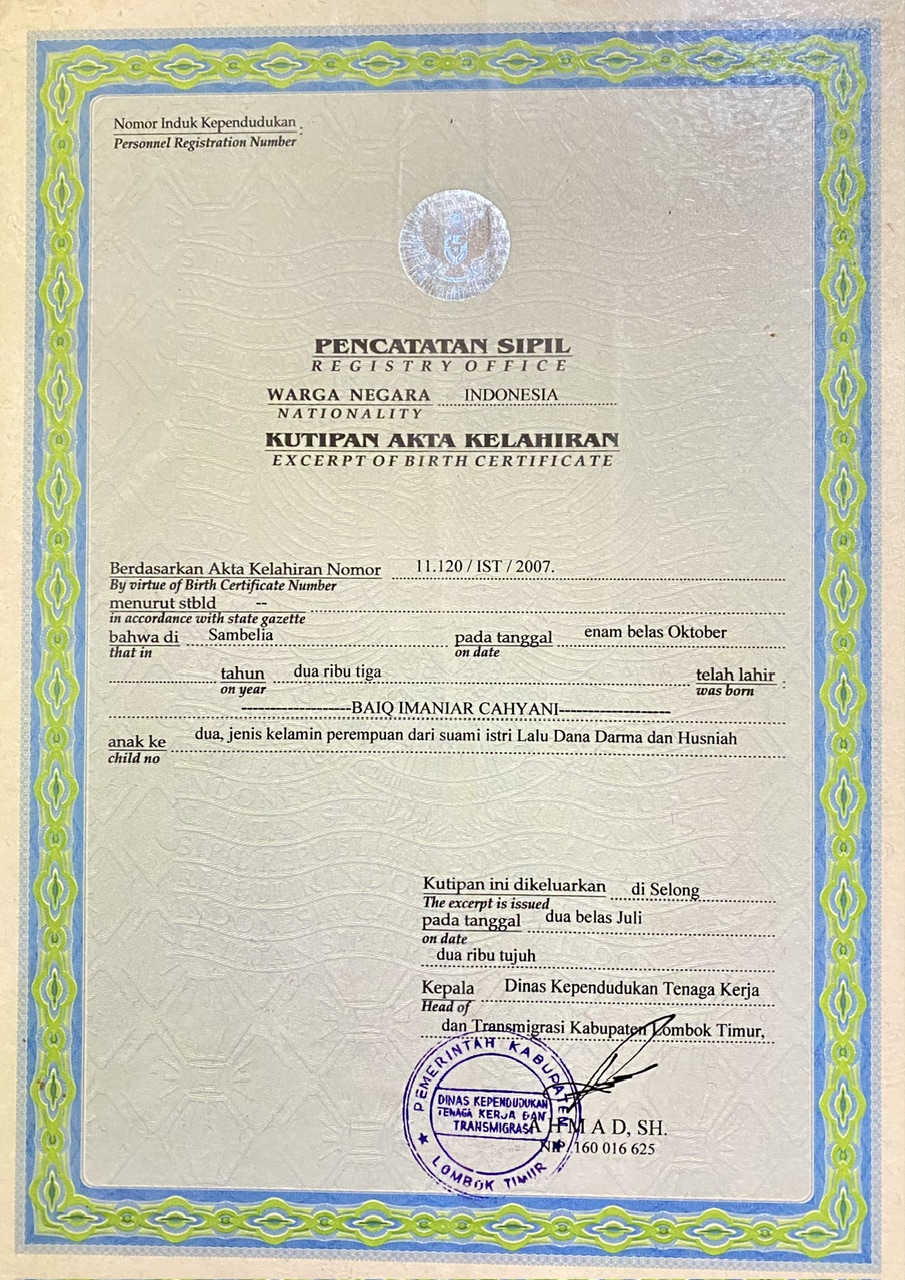 Nomor Induk Kependudukan :
Personnel Registration Number
PENCATATAN SIPIL
REGISTRY OFFICE
WARGA NEGARA INDONESIA
NATIONALITY
KUTIPAN AKTA KELAHIRAN
EXCERPT OF BIRTH CERTIFICATE
Berdasarkan Akta Kelahiran Nomor 11.120 / IST / 2007.
By virtue of Birth Certificate Number
menurut stbld --
in accordance with state gazette
bahwa di Sambelia pada tanggal enam belas Oktober
that in on date
tahun dua ribu tiga telah lahir :
on year was born
--------------------BAIQ IMANIAR CAHYANI--------------------
anak ke dua, jenis kelamin perempuan dari suami istri Lalu Dana Darma dan Husniah
child no
Kutipan ini dikeluarkan di Selong
The excerpt is issued
pada tanggal dua belas Juli
on date
dua ribu tujuh
Kepala Dinas Kependudukan Tenaga Kerja
Head of
dan Transmigrasi Kabupaten Lombok Timur,
PEMERINTAH KABUPATEN
DINAS KEPENDUDUKAN
TENAGA KERJA DAN
TRANSMIGRASI
LOMBOK TIMUR
A H M A D, SH.
NIP. 160 016 625